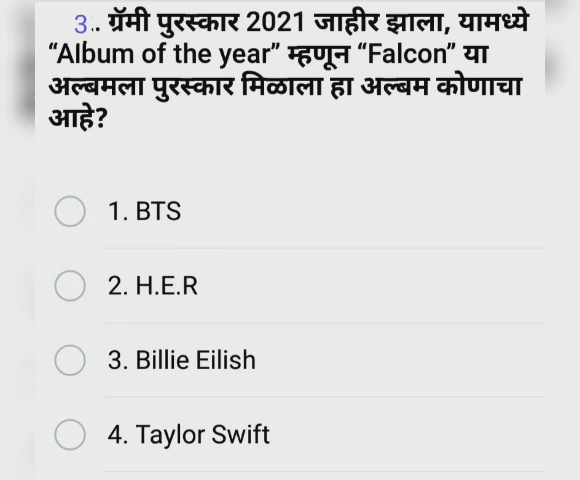 3.. ग्रॅमी पुरस्कार 2021 जाहीर झाला, यामध्ये
“Album of the year” म्हणून “Falcon” या
अल्बमला पुरस्कार मिळाला हा अल्बम कोणाचा
आहे?
1. BTS
2. H.E.R
3. Billie Eilish
4. Taylor Swift